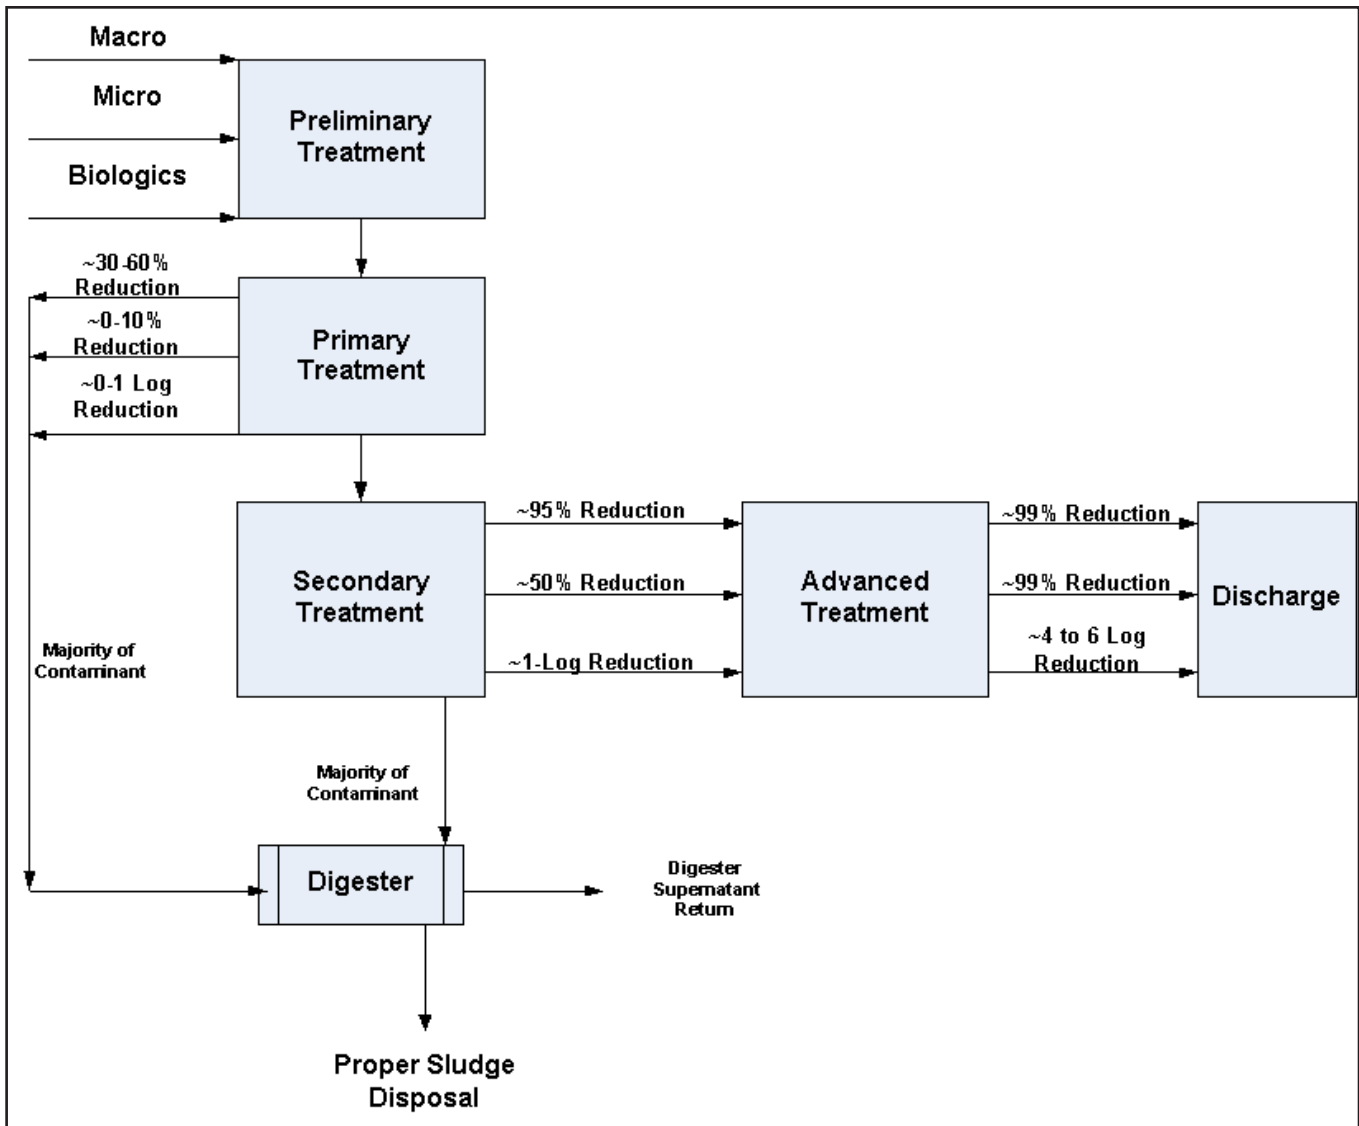 Macro
Micro
Biologics
Preliminary
Treatment
~30-60%
Reduction
~0-10%
Reduction
~0-1 Log
Reduction
Primary
Treatment
Secondary
Treatment
~95% Reduction
~50% Reduction
~1-Log Reduction
Advanced
Treatment
~99% Reduction
~99% Reduction
~4 to 6 Log
Reduction
Discharge
Majority of
Contaminant
Majority of
Contaminant
Digester
Digester
Supernatant
Return
Proper Sludge
Disposal